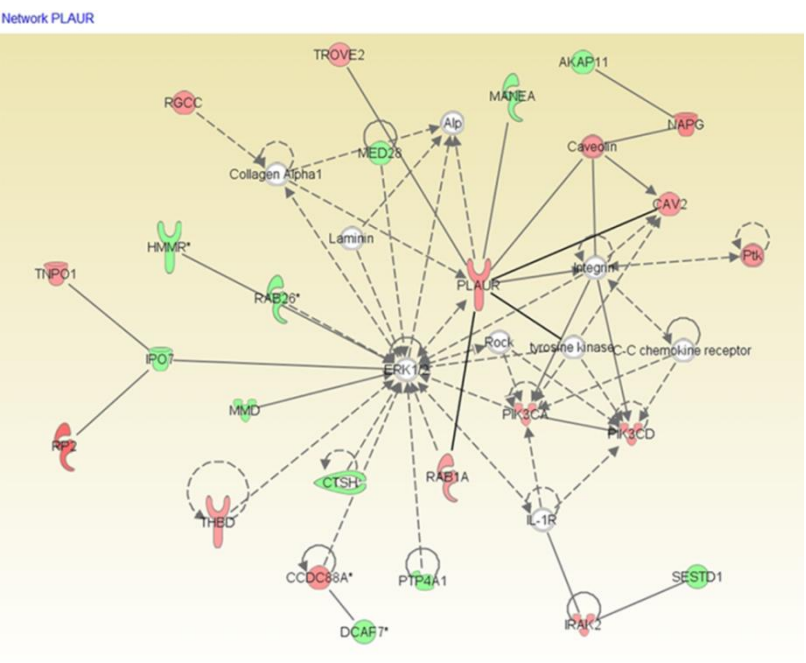 Network PLAUR
TROVE2
AKAP11
MANEA
RGCC
Alp
NAPG
MED28
Caveolin
Collagen Alpha1
CAV2
Laminin
HMMR*
Ptk
Integrin
TNPO1
PLAUR
RAB26*
Rock
tyrosine kinase
C-C chemokine receptor
IPO7
ERK1/2
MMD
PIK3CA
PIK3CD
RP2
RAB1A
CTSH
THBD
IL-1R
CCDC88A*
PTP4A1
SESTD1
IRAK2
DCAF7*